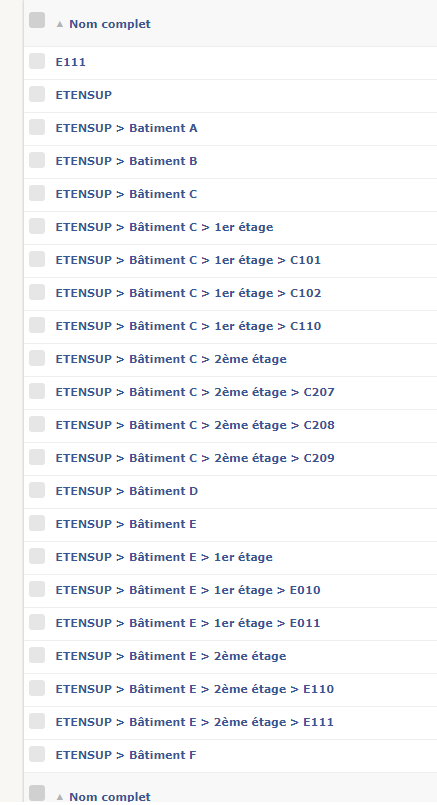 ▲ Nom complet
E111
ETENSUP
ETENSUP > Batiment A
ETENSUP > Batiment B
ETENSUP > Bâtiment C
ETENSUP > Bâtiment C > 1er étage
ETENSUP > Bâtiment C > 1er étage > C101
ETENSUP > Bâtiment C > 1er étage > C102
ETENSUP > Bâtiment C > 1er étage > C110
ETENSUP > Bâtiment C > 2ème étage
ETENSUP > Bâtiment C > 2ème étage > C207
ETENSUP > Bâtiment C > 2ème étage > C208
ETENSUP > Bâtiment C > 2ème étage > C209
ETENSUP > Bâtiment D
ETENSUP > Bâtiment E
ETENSUP > Bâtiment E > 1er étage
ETENSUP > Bâtiment E > 1er étage > E010
ETENSUP > Bâtiment E > 1er étage > E011
ETENSUP > Bâtiment E > 2ème étage
ETENSUP > Bâtiment E > 2ème étage > E110
ETENSUP > Bâtiment E > 2ème étage > E111
ETENSUP > Bâtiment F
▲ Nom complet